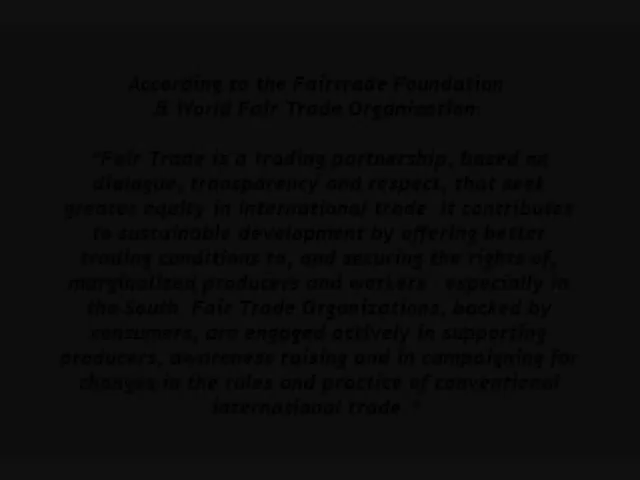 According to the Fairtrade Foundation
& World Fair Trade Organisation:
"Fair Trade is a trading partnership, based on
dialogue, transparency and respect, that seek
greater equity in international trade. It contributes
to sustainable development by offering better
trading conditions to, and securing the rights of,
marginalised producers and workers - especially in
the South. Fair Trade Organizations, backed by
consumers, are engaged actively in supporting
producers, awareness raising and in campaigning for
changes in the rules and practice of conventional
international trade."